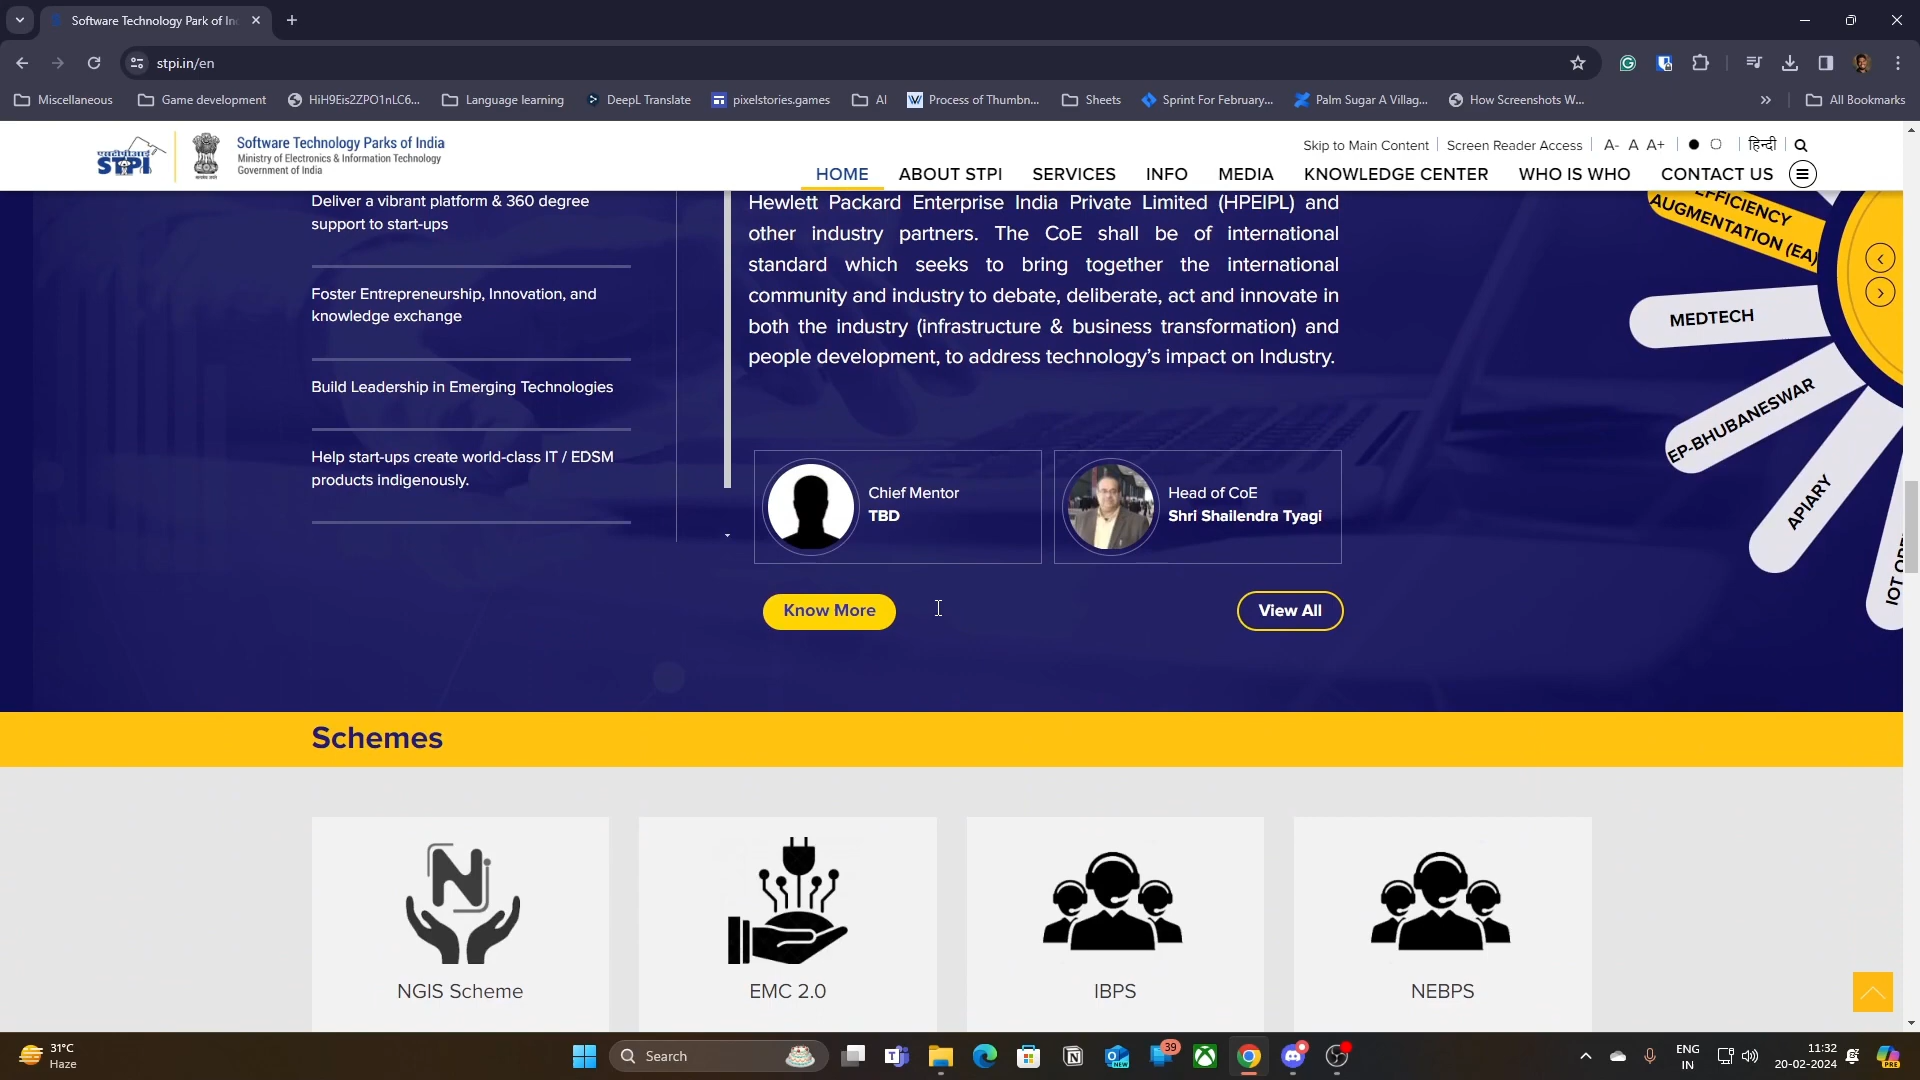 Software Technology Park of In
stpi.in/en
Miscellaneous
Game development
HiH9Eis2ZPO1nLC6...
Language learning
DeepL Translate
pixelstories.games
AI
Process of Thumbn...
Sheets
Sprint For February...
Palm Sugar A Villag...
How Screenshots W...
»
All Bookmarks
STPI
Software Technology Parks of India
Ministry of Electronics & Information Technology
Government of India
Skip to Main Content
Screen Reader Access
A- A A+
हिन्दी
HOME
ABOUT STPI
SERVICES
INFO
MEDIA
KNOWLEDGE CENTER
WHO IS WHO
CONTACT US
Deliver a vibrant platform & 360 degree
support to start-ups
Foster Entrepreneurship, Innovation, and
knowledge exchange
Build Leadership in Emerging Technologies
Help start-ups create world-class IT / EDSM
products indigenously.
Hewlett Packard Enterprise India Private Limited (HPEIPL) and
other industry partners. The CoE shall be of international
standard which seeks to bring together the international
community and industry to debate, deliberate, act and innovate in
both the industry (infrastructure & business transformation) and
people development, to address technology's impact on Industry.
Chief Mentor
TBD
Head of CoE
Shri Shailendra Tyagi
Know More
View All
EFFICIENCY
AUGMENTATION (EA)
MEDTECH
EP-BHUBANESWAR
APIARY
IOT
Schemes
NGIS Scheme
EMC 2.0
IBPS
NEBPS
31°C
Haze
Search
39
ENG
IN
11:32
20-02-2024
PRE